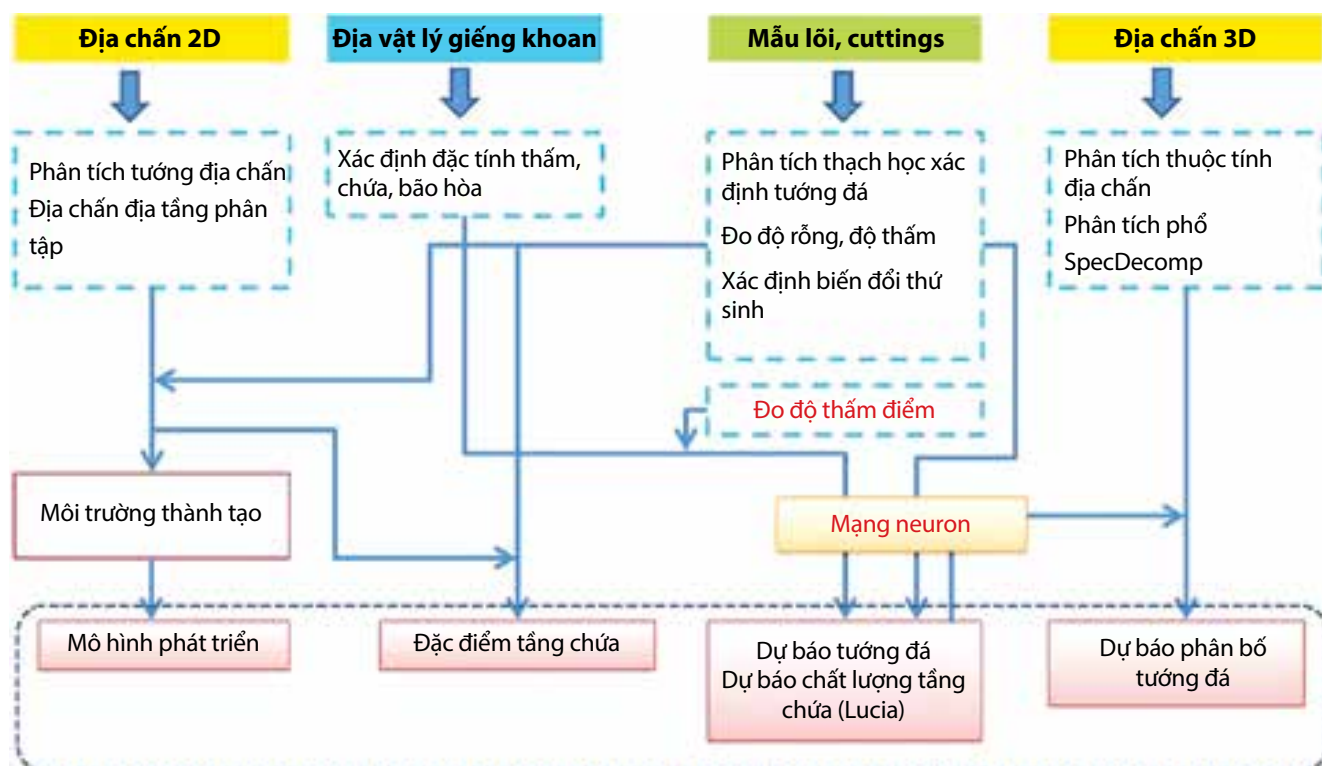 Địa chấn 2D
Địa vật lý giếng khoan
Mẫu lõi, cuttings
Địa chấn 3D
Phân tích tướng địa chấn
Địa chấn địa tầng phân
tập
Xác định đặc tính thấm,
chứa, bão hòa
Phân tích thạch học xác
định tướng đá
Đo độ rỗng, độ thấm
Xác định biến đổi thứ
sinh
Phân tích thuộc tính
địa chấn
Phân tích phổ
SpecDecomp
Đo độ thấm điểm
Môi trường thành tạo
Mạng neuron
Mô hình phát triển
Đặc điểm tầng chứa
Dự báo tướng đá
Dự báo chất lượng tầng
chứa (Lucia)
Dự báo phân bố
tướng đá